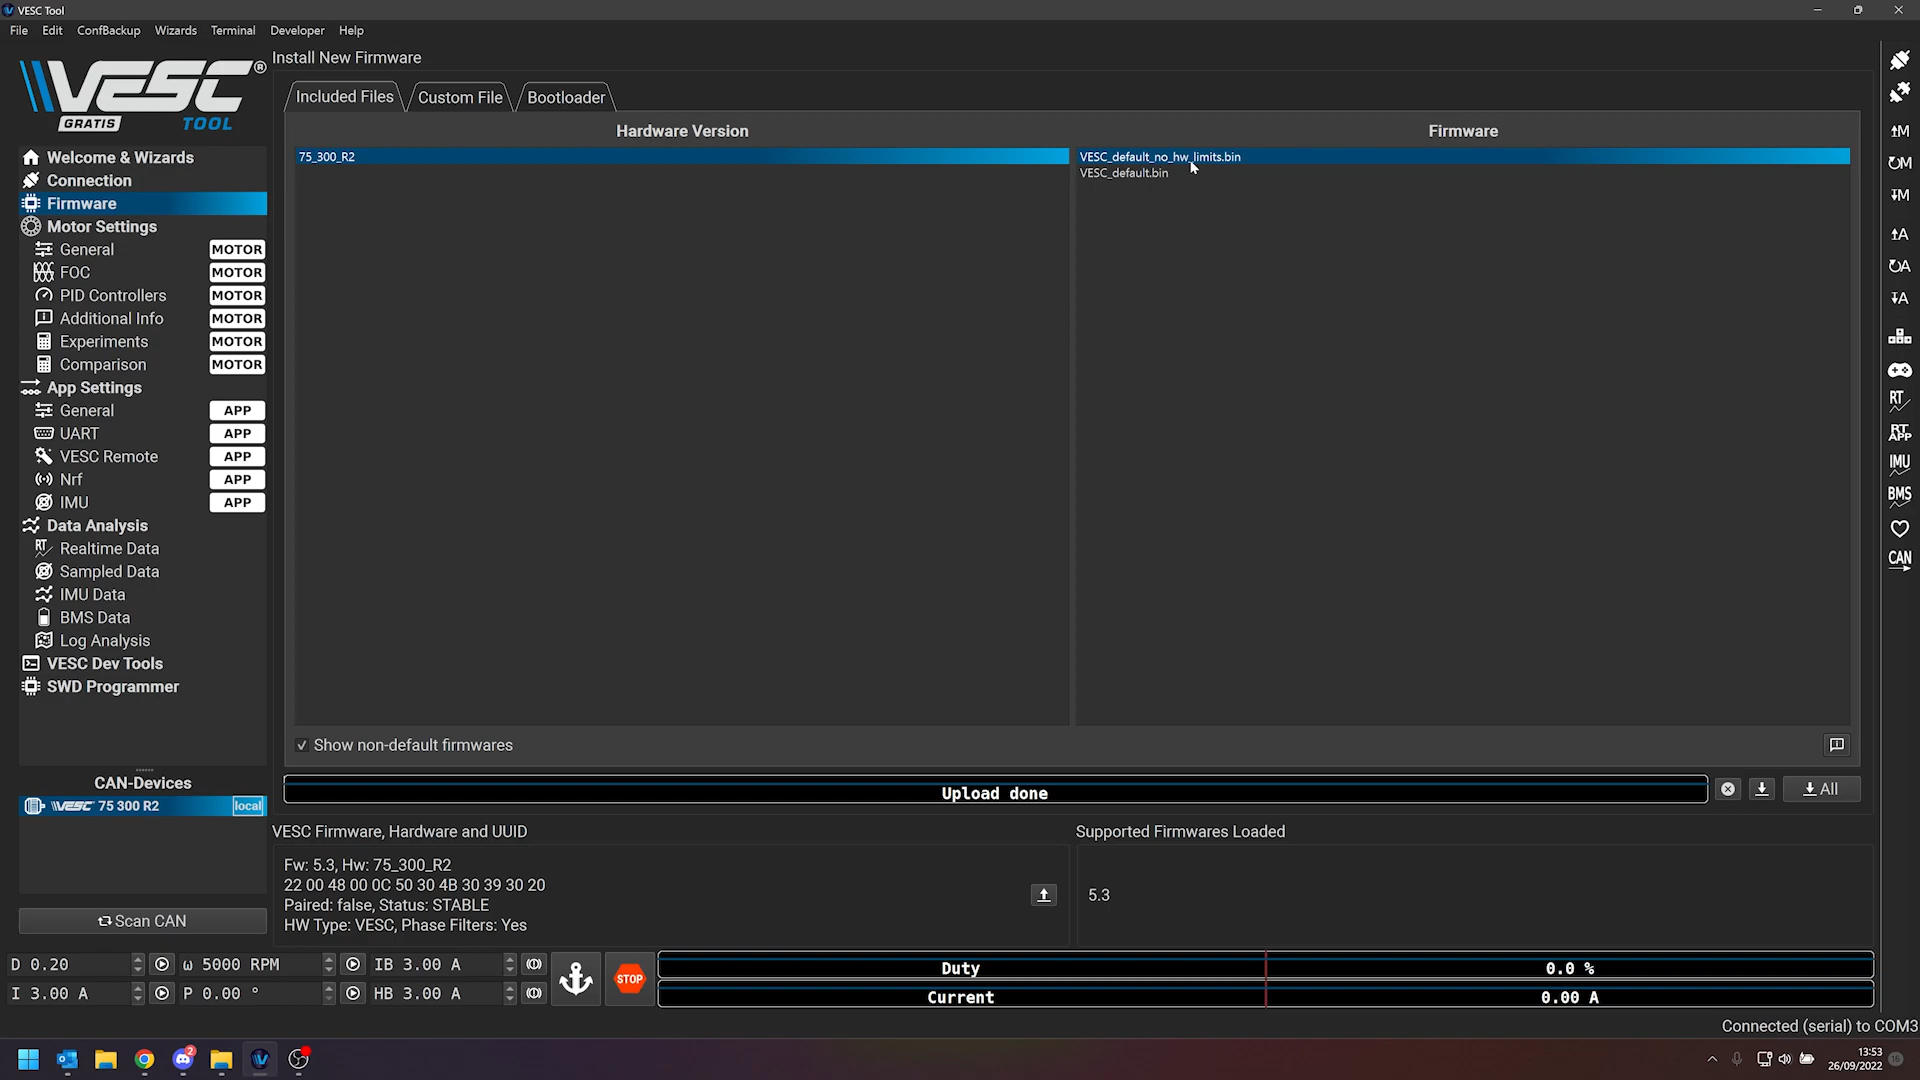 VESC Tool
File Edit ConfBackup Wizards Terminal Developer Help
VESC®
GRATIS TOOL
Welcome & Wizards
Connection
Firmware
Motor Settings
General MOTOR
FOC MOTOR
PID Controllers MOTOR
Additional Info MOTOR
Experiments MOTOR
Comparison MOTOR
App Settings
General APP
UART APP
VESC Remote APP
Nrf APP
IMU APP
Data Analysis
RT Realtime Data
Sampled Data
IMU Data
BMS Data
Log Analysis
VESC Dev Tools
SWD Programmer
CAN-Devices
VESC 75 300 R2 local
Scan CAN
Install New Firmware
Included Files Custom File Bootloader
Hardware Version Firmware
75_300_R2 VESC_default_no_hw_limits.bin
VESC_default.bin
Show non-default firmwares
Upload done
All
VESC Firmware, Hardware and UUID
Fw: 5.3, Hw: 75_300_R2
22 00 48 00 0C 50 30 4B 30 39 30 20
Paired: false, Status: STABLE
HW Type: VESC, Phase Filters: Yes
Supported Firmwares Loaded
5.3
D 0.20 ω 5000 RPM IB 3.00 A
I 3.00 A P 0.00 ° HB 3.00 A
STOP
Duty 0.0 %
Current 0.00 A
M
M
M
A
A
A
RT
RT
APP
IMU
BMS
CAN
Connected (serial) to COM3
2
13:53
26/09/2022
16